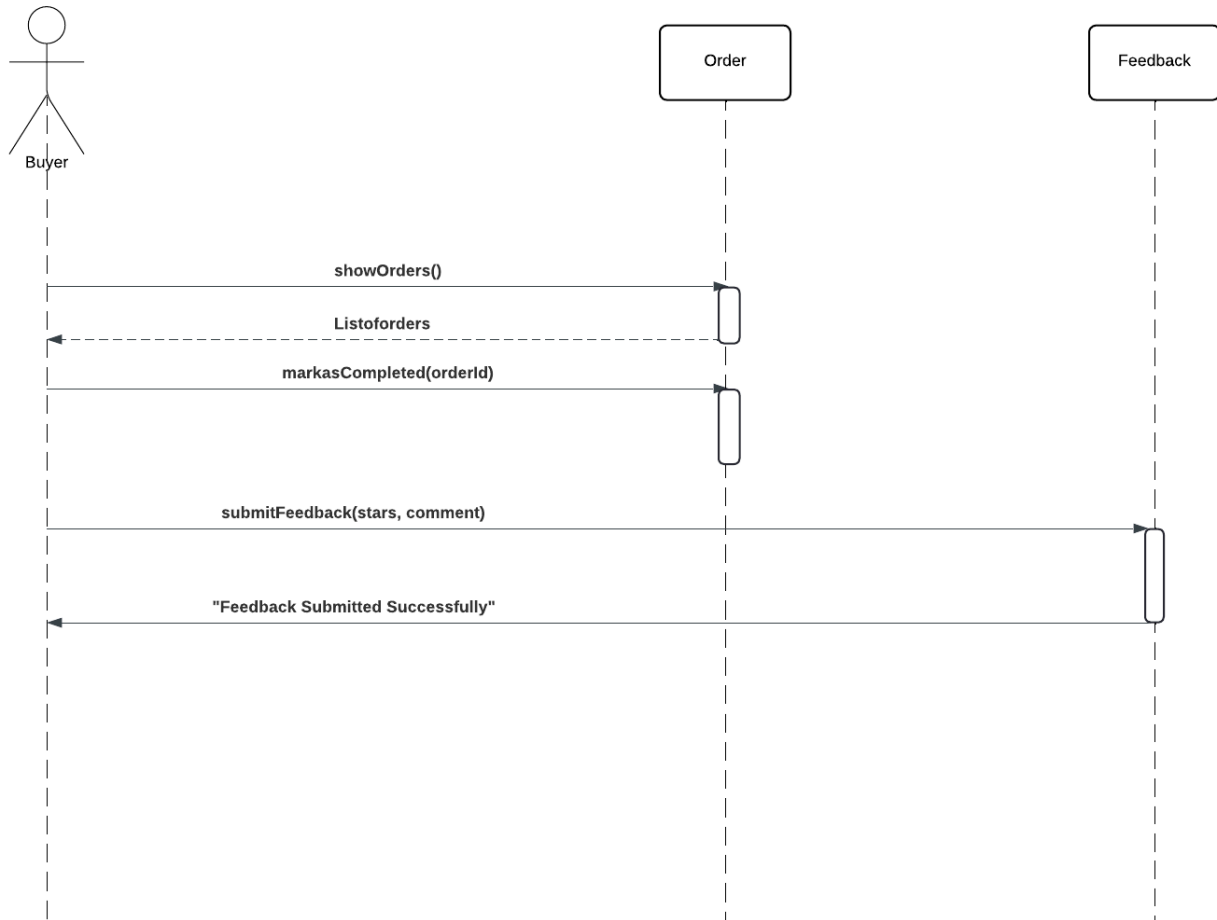 Order
Feedback
Buyer
showOrders()
Listoforders
markasCompleted(orderId)
submitFeedback(stars, comment)
"Feedback Submitted Successfully"